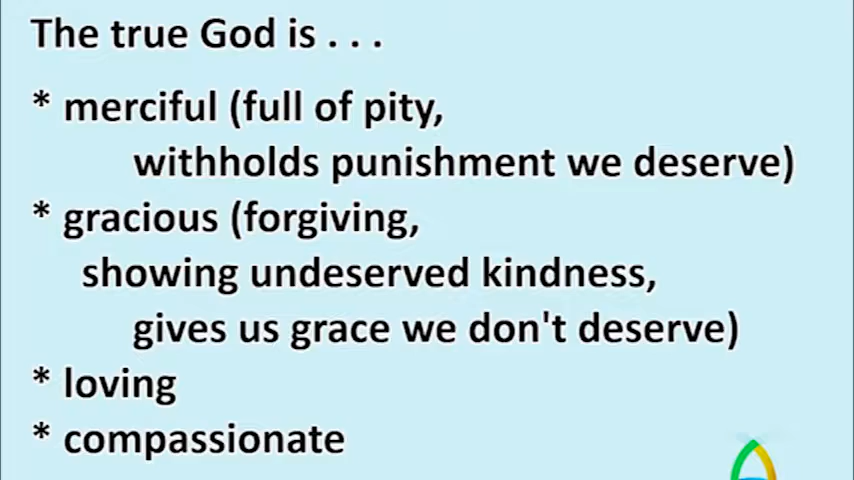 The true God is . . .
* merciful (full of pity,
withholds punishment we deserve)
* gracious (forgiving,
showing undeserved kindness,
gives us grace we don't deserve)
* loving
* compassionate